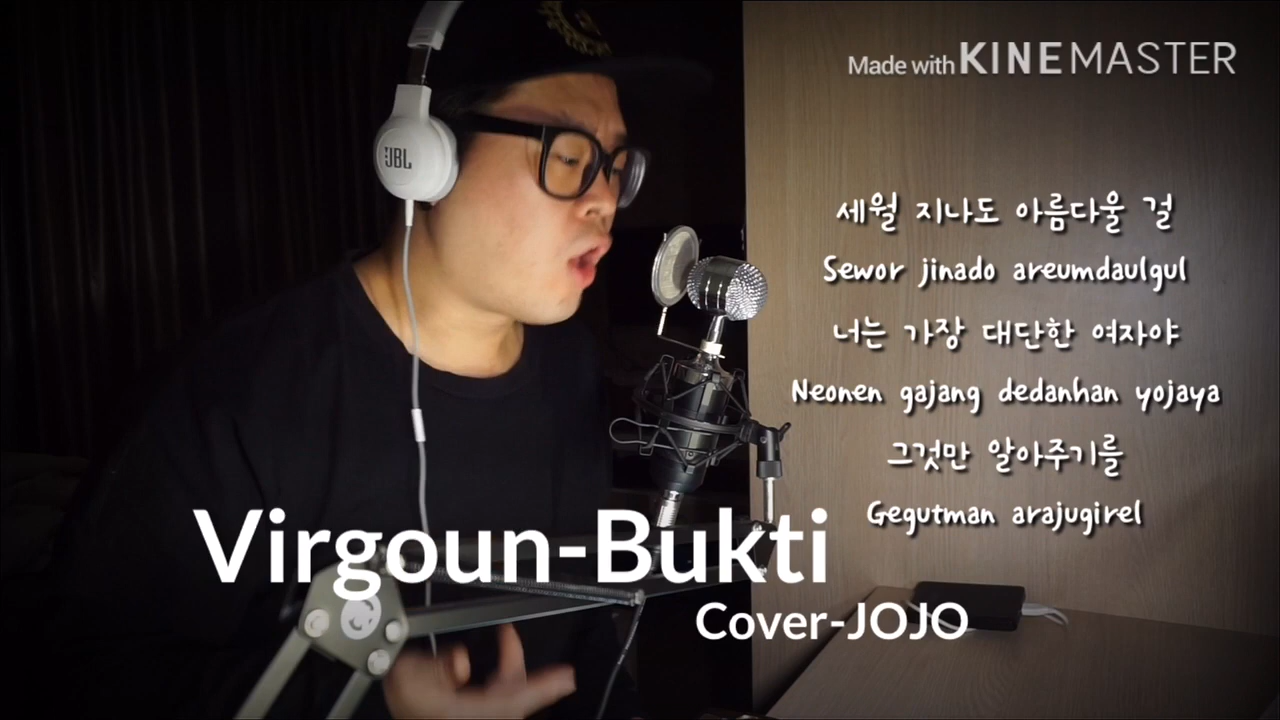 Made with KINEMASTER
JBL
세월 지나도 아름다울 걸
Sewor jinado areumdaulgul
너는 가장 대단한 여자야
Neonen gajang dedanhan yojaya
그것만 알아주기를
Gegutman arajugirel
Virgoun-Bukti
Cover-JOJO